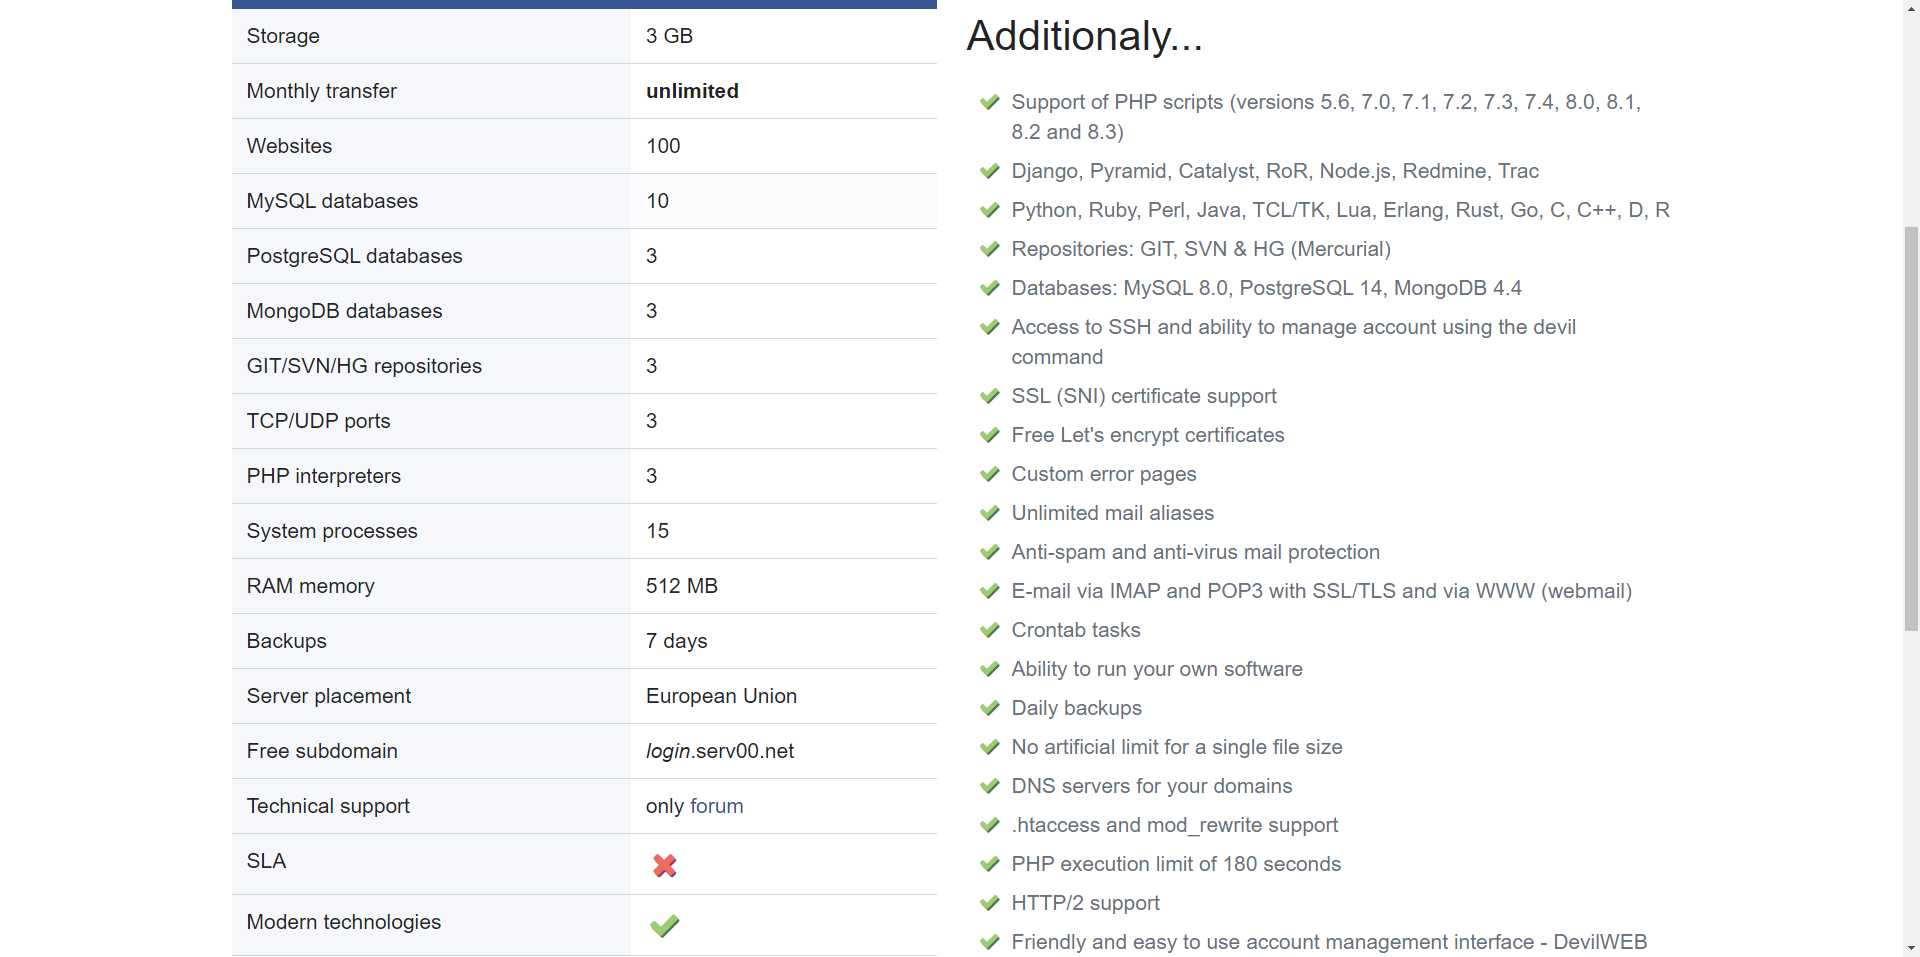 Storage 3 GB
Monthly transfer unlimited
Websites 100
MySQL databases 10
PostgreSQL databases 3
MongoDB databases 3
GIT/SVN/HG repositories 3
TCP/UDP ports 3
PHP interpreters 3
System processes 15
RAM memory 512 MB
Backups 7 days
Server placement European Union
Free subdomain login.serv00.net
Technical support only forum
SLA
Modern technologies
Additionaly...
Support of PHP scripts (versions 5.6, 7.0, 7.1, 7.2, 7.3, 7.4, 8.0, 8.1,
8.2 and 8.3)
Django, Pyramid, Catalyst, RoR, Node.js, Redmine, Trac
Python, Ruby, Perl, Java, TCL/TK, Lua, Erlang, Rust, Go, C, C++, D, R
Repositories: GIT, SVN & HG (Mercurial)
Databases: MySQL 8.0, PostgreSQL 14, MongoDB 4.4
Access to SSH and ability to manage account using the devil
command
SSL (SNI) certificate support
Free Let's encrypt certificates
Custom error pages
Unlimited mail aliases
Anti-spam and anti-virus mail protection
E-mail via IMAP and POP3 with SSL/TLS and via WWW (webmail)
Crontab tasks
Ability to run your own software
Daily backups
No artificial limit for a single file size
DNS servers for your domains
.htaccess and mod_rewrite support
PHP execution limit of 180 seconds
HTTP/2 support
Friendly and easy to use account management interface - DevilWEB